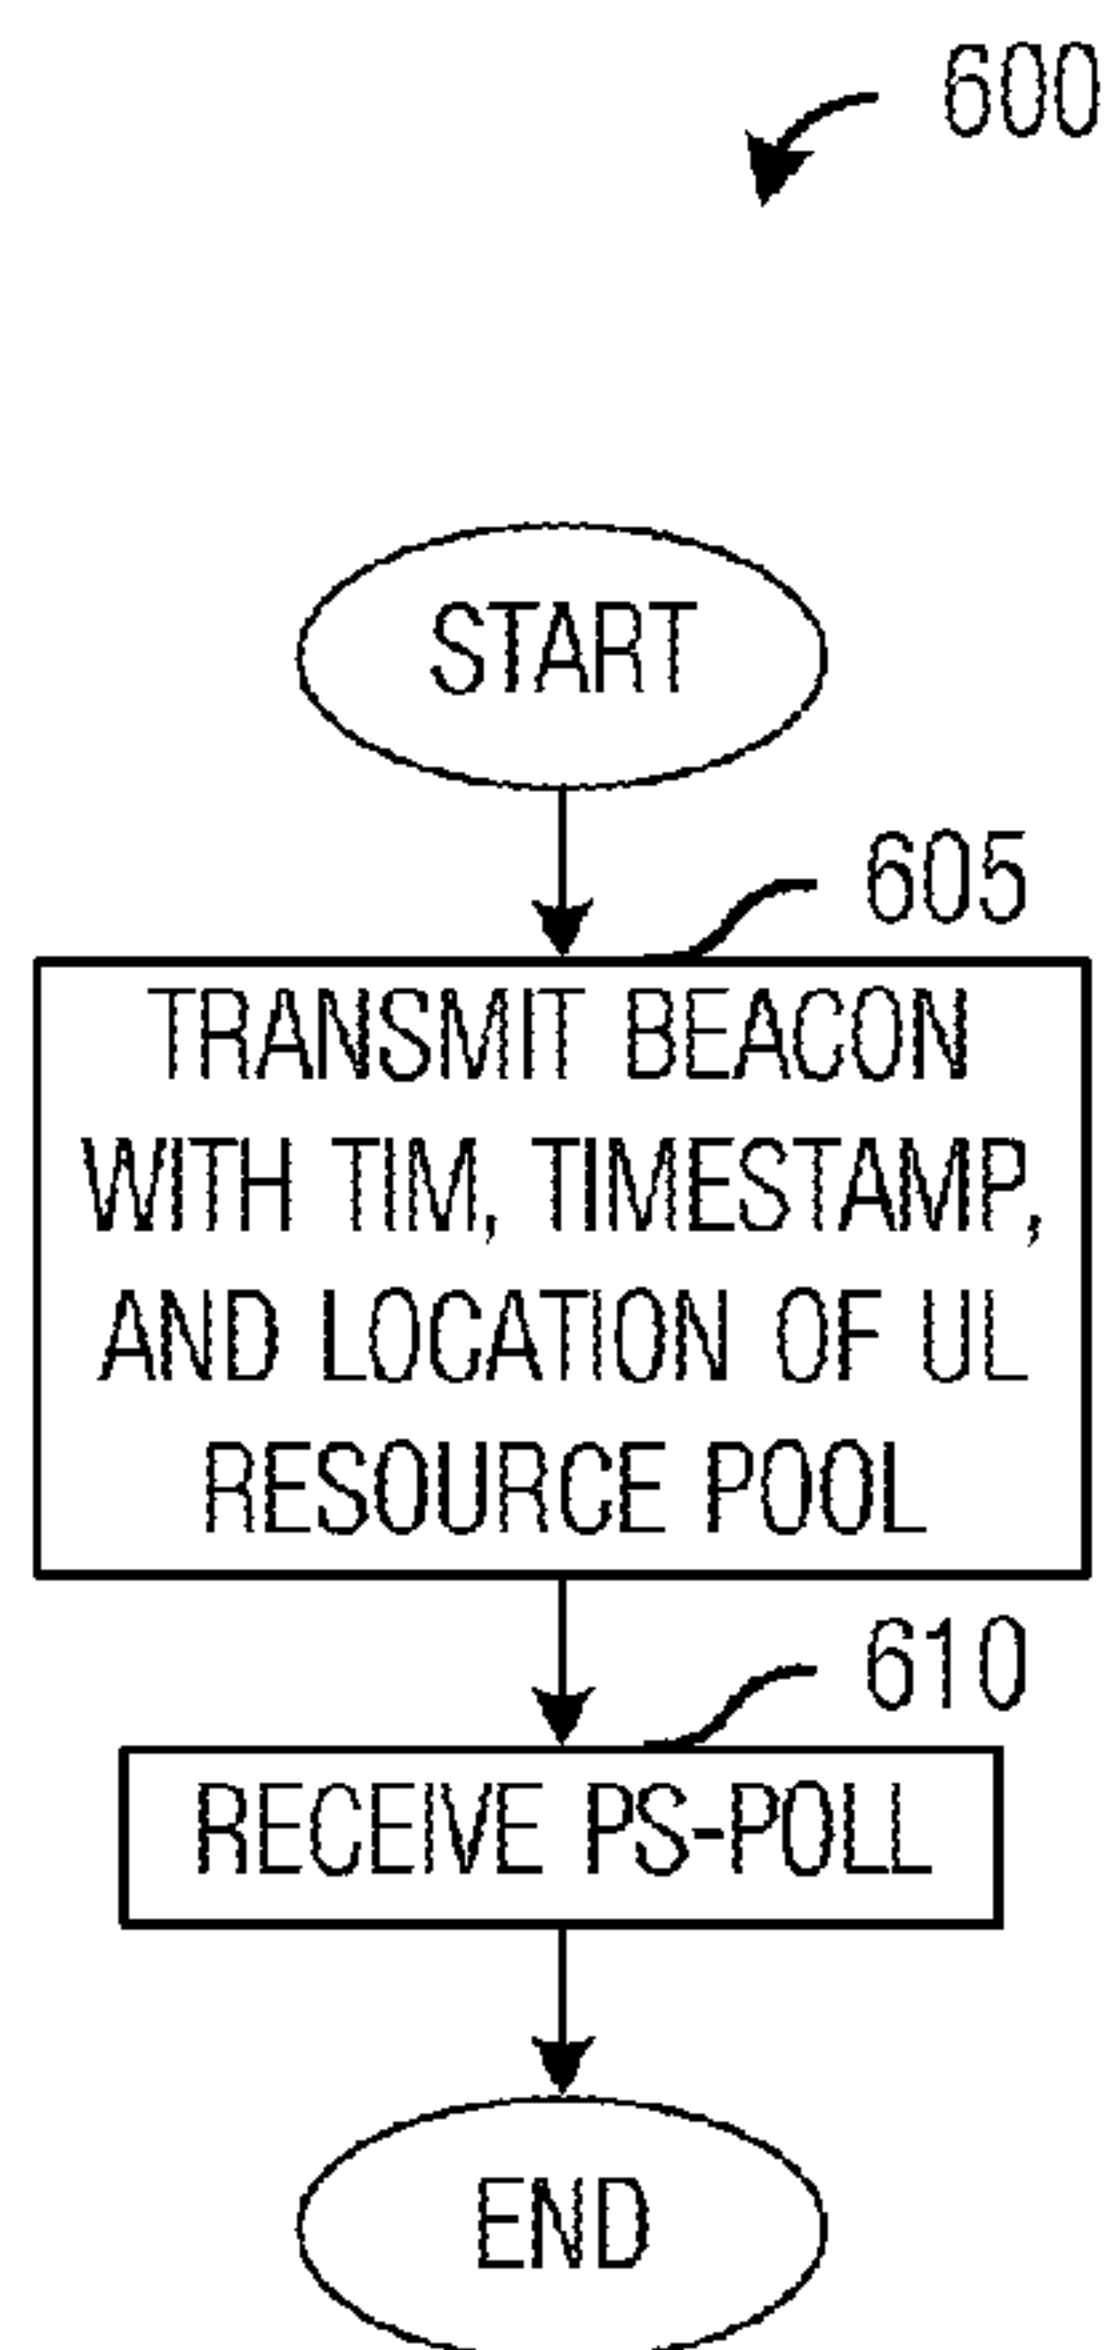 600
START
605
TRANSMIT BEACON
WITH TIM, TIMESTAMP,
AND LOCATION OF UL
RESOURCE POOL
610
RECEIVE PS-POLL
END